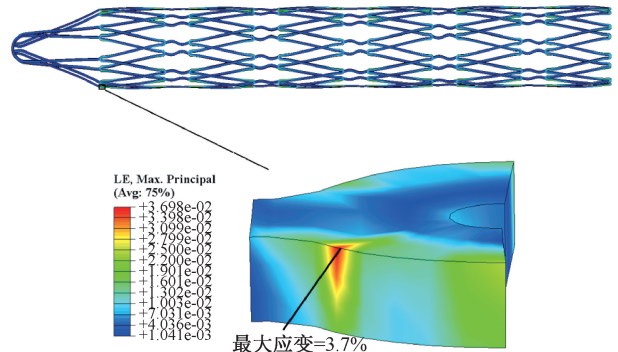 LE, Max. Principal
(Avg: 75%)
+3.698e-02
+3.398e-02
+3.099e-02
+2.799e-02
+2.500e-02
+2.200e-02
+1.901e-02
+1.601e-02
+1.302e-02
+1.003e-02
+7.031e-03
+4.036e-03
+1.041e-03
最大应变=3.7%